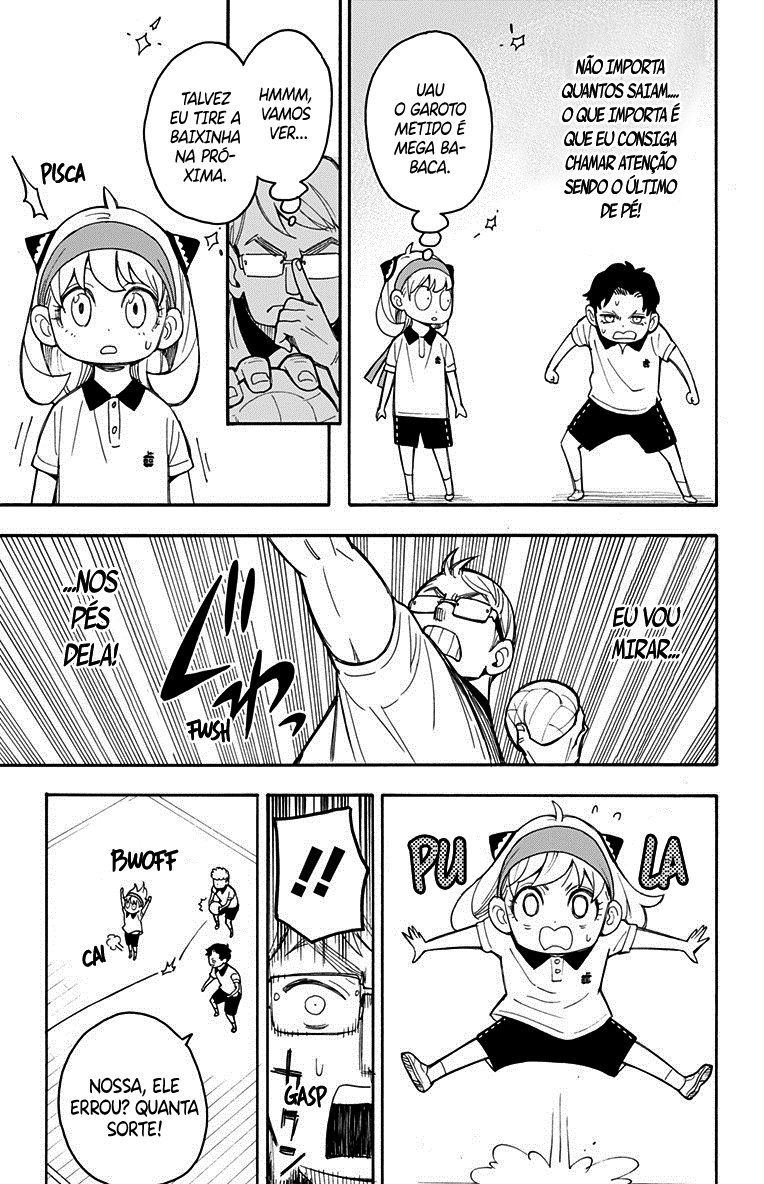 NÃO IMPORTA
QUANTOS SAIAM....
O QUE IMPORTA É
QUE EU CONSIGA
CHAMAR ATENÇÃO
SENDO O ÚLTIMO
DE PÉ!
UAU
O GAROTO
METIDO É
MEGA BA-
BACA.
HMMM,
VAMOS
VER...
TALVEZ
EU TIRE A
BAIXINHA
NA PRÓ-
XIMA.
PISCA
EU VOU
MIRAR...
FWSH
...NOS
PÉS
DELA!
PU LA
!!
GASP
BWOFF
CAI
NOSSA, ELE
ERROU? QUANTA
SORTE!